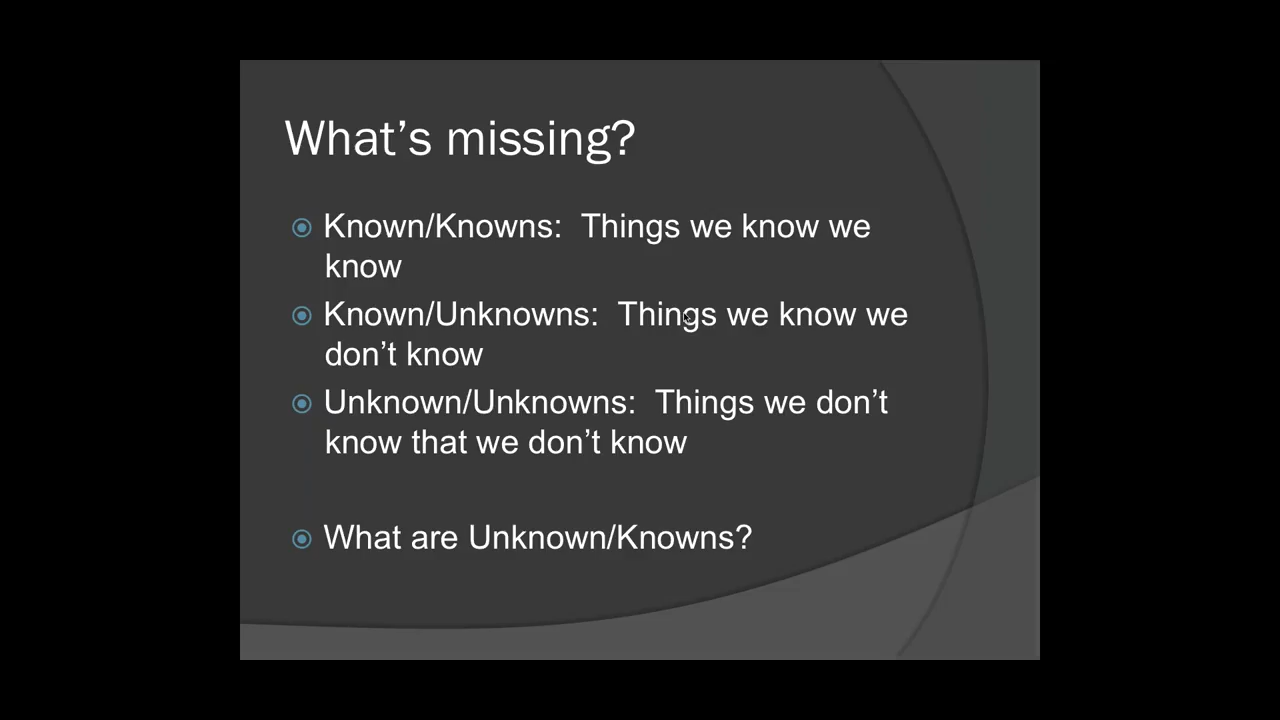 What’s missing?
Known/Knowns:  Things we know we
know
Known/Unknowns:  Things we know we
don’t know
Unknown/Unknowns:  Things we don’t
know that we don’t know
What are Unknown/Knowns?